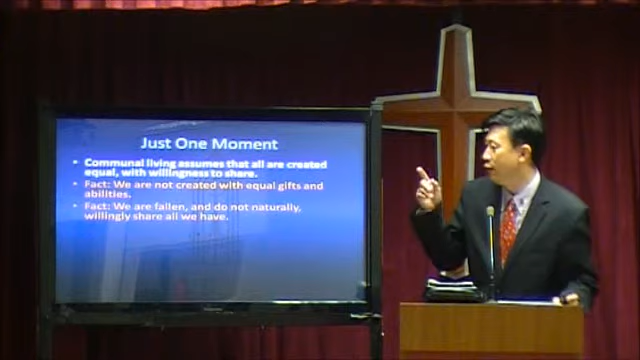 Just One Moment
• Communal living assumes that all are created
equal, with willingness to share.
• Fact: We are not created with equal gifts and
abilities.
• Fact: We are fallen, and do not naturally,
willingly share all we have.